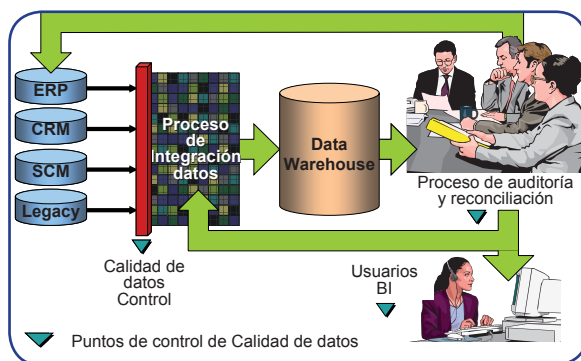 ERP
CRM
SCM
Legacy
Proceso
de
Integración
datos
Data
Warehouse
Proceso de auditoría
y reconciliación
Calidad de
datos
Control
Usuarios
BI
Puntos de control de Calidad de datos